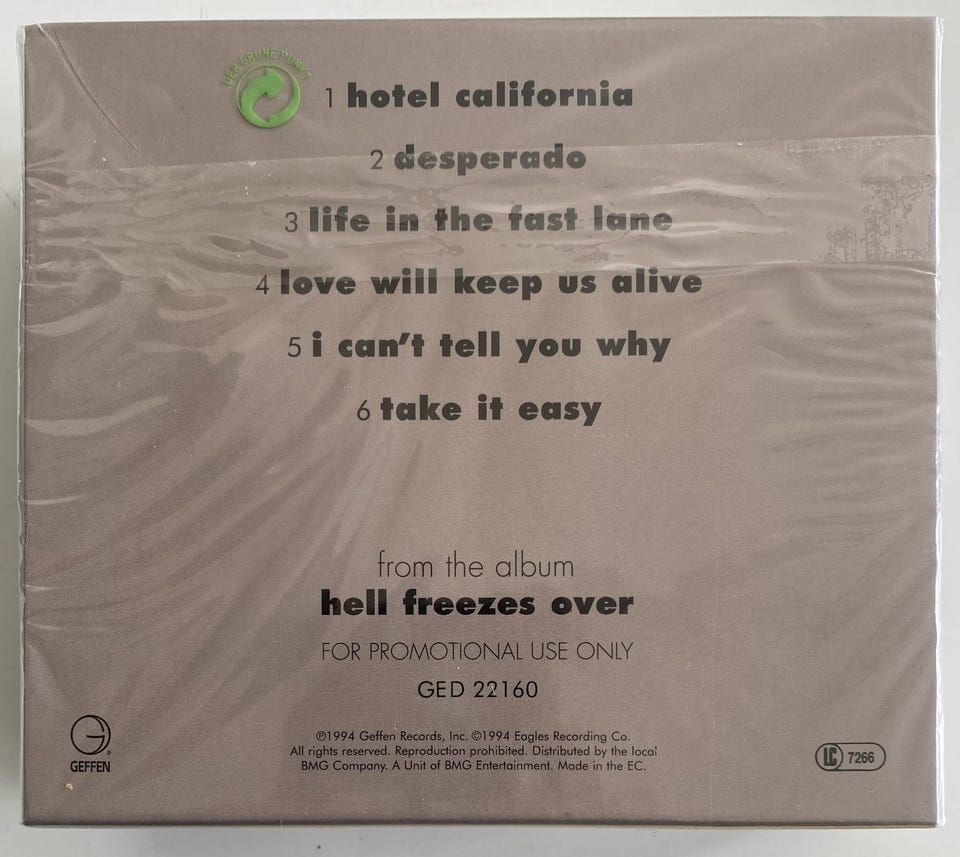 DER GRÜNE PUNKT
1 hotel california
2 desperado
3 life in the fast lane
4 love will keep us alive
5 i can't tell you why
6 take it easy
from the album
hell freezes over
FOR PROMOTIONAL USE ONLY
GED 22160
℗1994 Geffen Records, Inc. ©1994 Eagles Recording Co.
All rights reserved. Reproduction prohibited. Distributed by the local
BMG Company. A Unit of BMG Entertainment. Made in the EC.
G
GEFFEN
LC 7266